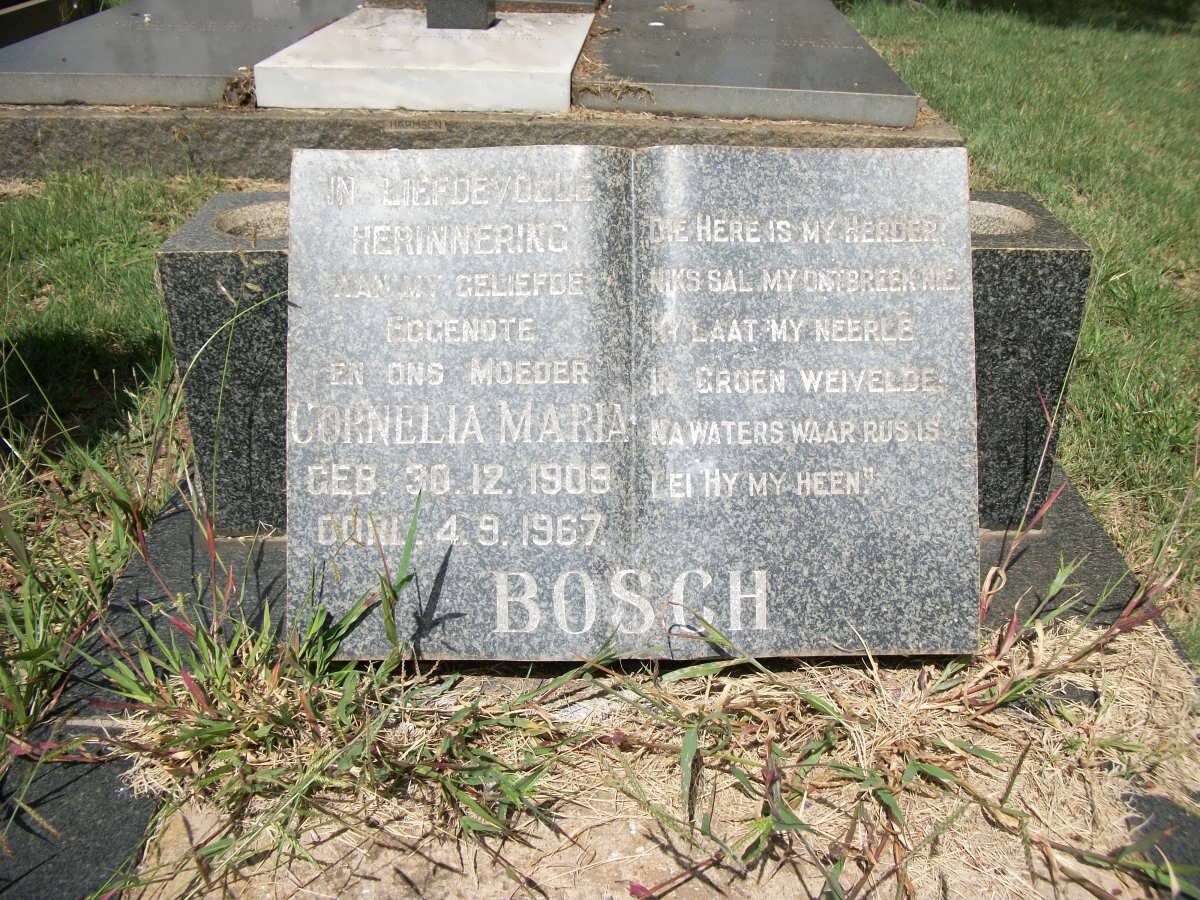 HARMSEN
IN LIEFDEVOLLE
HERINNERING
AAN MY GELIEFDE
EGGENOTE
EN ONS MOEDER
CORNELIA MARIA
GEB. 30.12.1909
OORL. 4.9.1967
DIE HERE IS MY HERDER,
NIKS SAL MY ONTBREEK NIE.
HY LAAT MY NEERLÊ
IN GROEN WEIVELDE.
NA WATERS WAAR RUS IS
LEI HY MY HEEN"
BOSCH